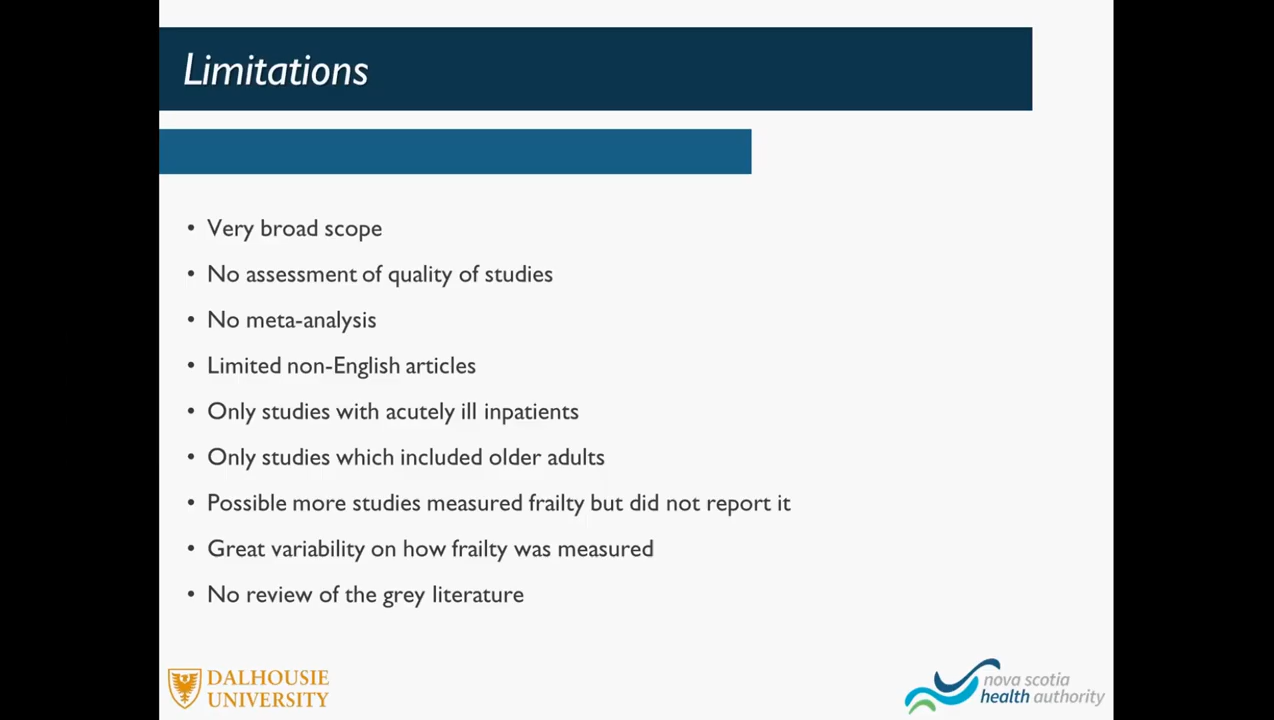 Limitations
• Very broad scope
• No assessment of quality of studies
• No meta-analysis
• Limited non-English articles
• Only studies with acutely ill inpatients
• Only studies which included older adults
• Possible more studies measured frailty but did not report it
• Great variability on how frailty was measured
• No review of the grey literature
DALHOUSIE
UNIVERSITY
nova scotia
health authority